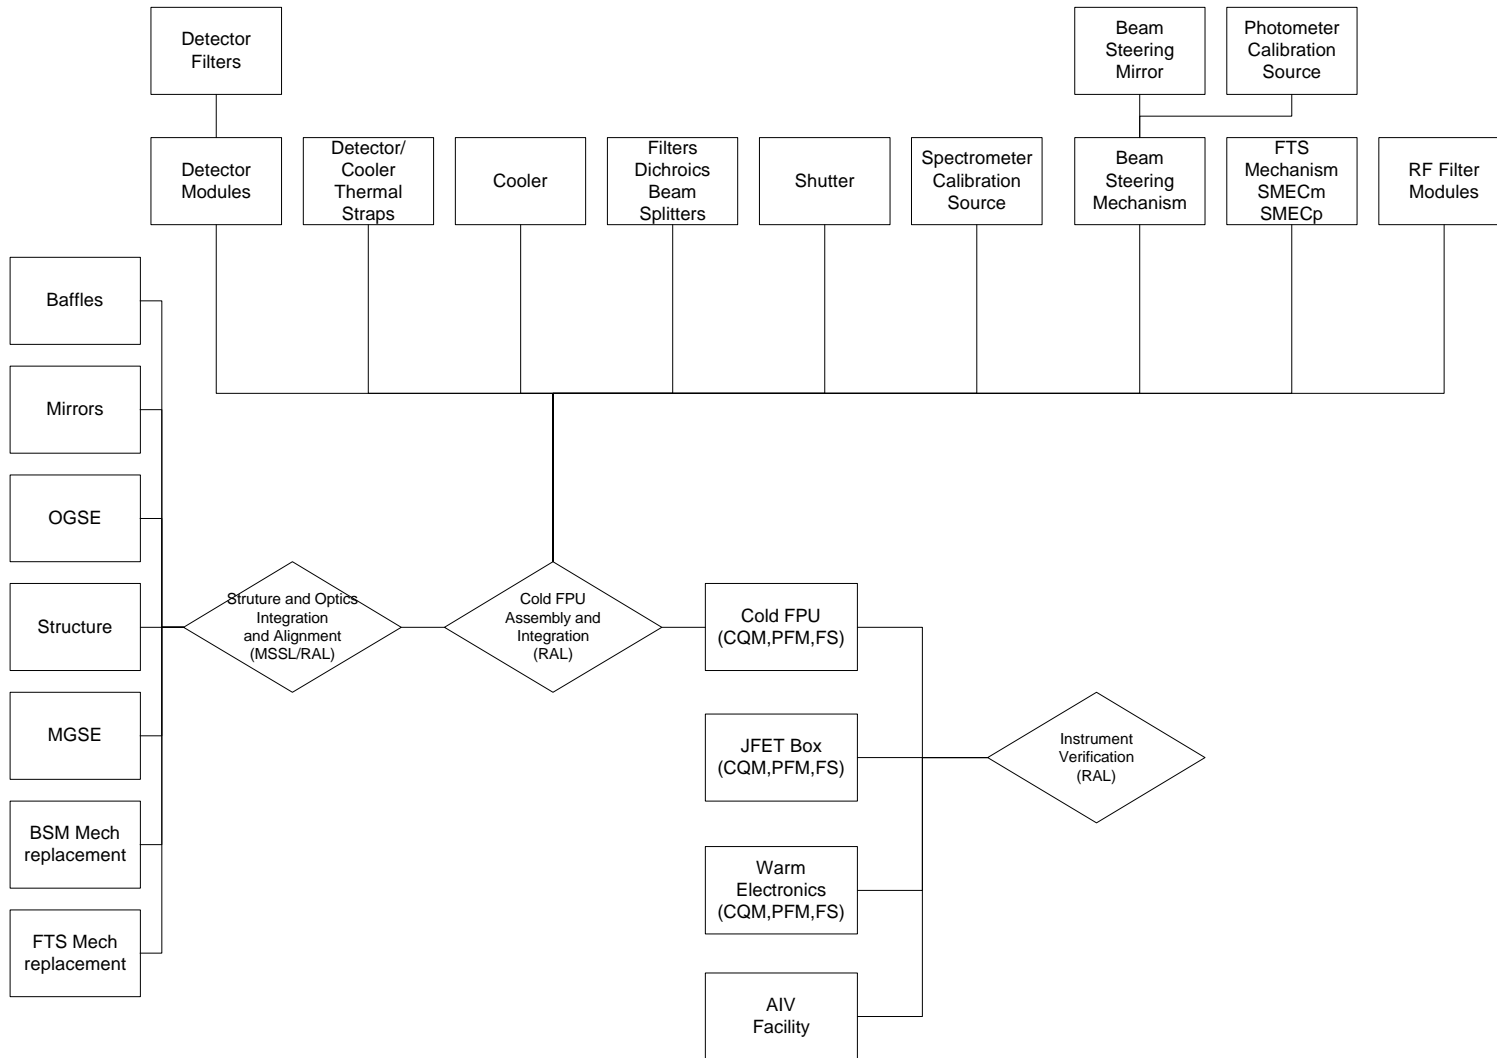 Detector
Filters
Beam
Steering
Mirror
Photometer
Calibration
Source
Detector
Modules
Detector/
Cooler
Thermal
Straps
Cooler
Filters
Dichroics
Beam
Splitters
Shutter
Spectrometer
Calibration
Source
Beam
Steering
Mechanism
FTS
Mechanism
SMECm
SMECp
RF Filter
Modules
Baffles
Mirrors
OGSE
Structure
MGSE
BSM Mech
replacement
FTS Mech
replacement
Struture and Optics
Integration
and Alignment
(MSSL/RAL)
Cold FPU
Assembly and
Integration
(RAL)
Cold FPU
(CQM,PFM,FS)
JFET Box
(CQM,PFM,FS)
Warm
Electronics
(CQM,PFM,FS)
AIV
Facility
Instrument
Verification
(RAL)